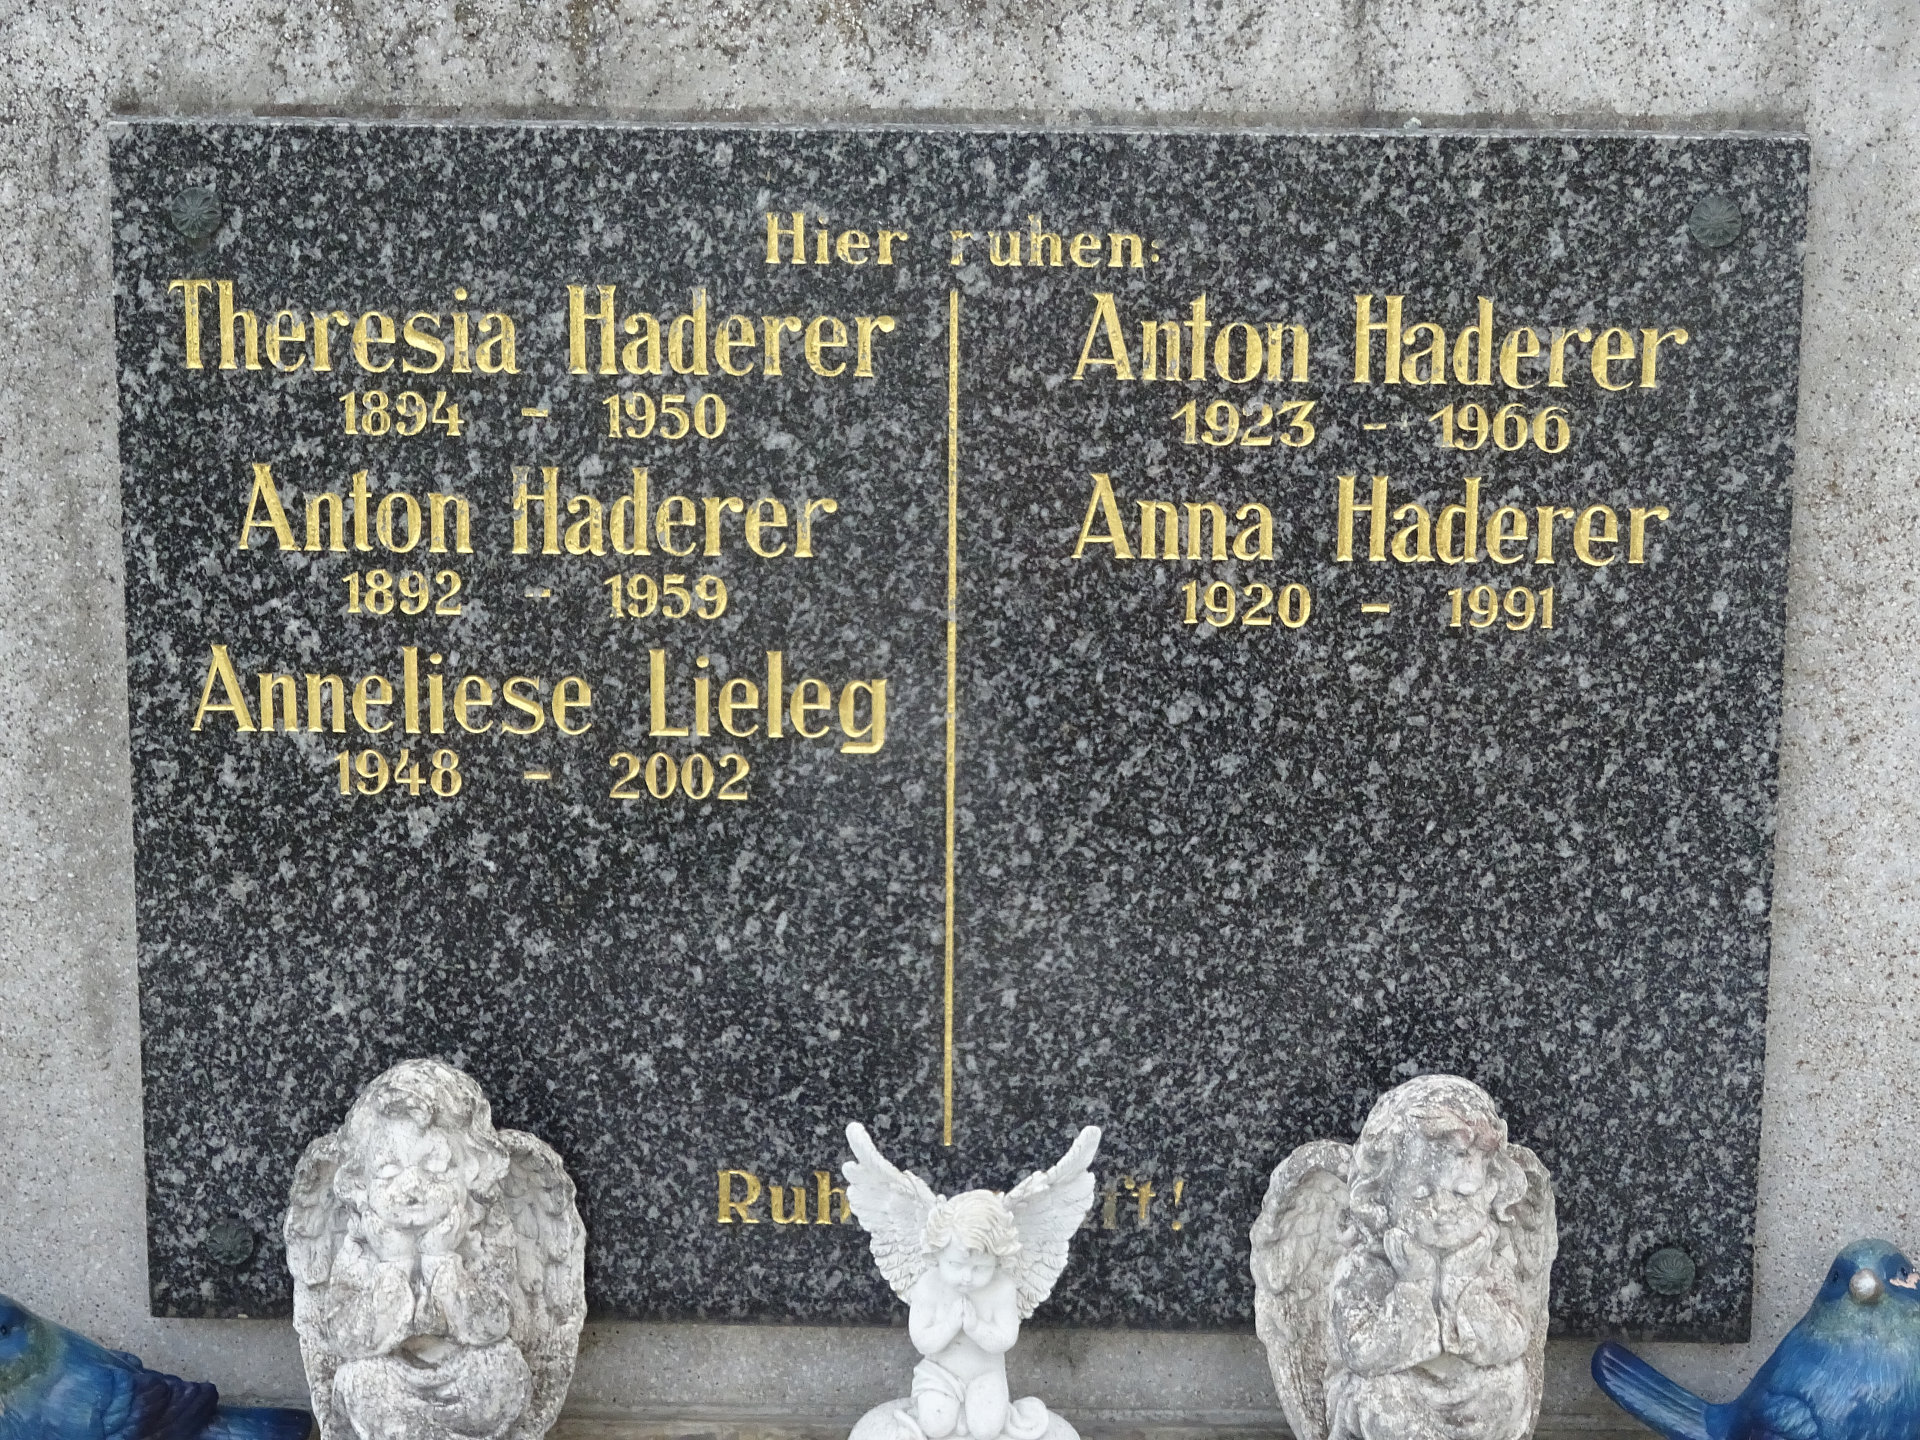 Hier ruhen:
Theresia Haderer
1894 - 1950
Anton Haderer
1892 - 1959
Anneliese Lieleg
1948 - 2002
Anton Haderer
1923 - 1966
Anna Haderer
1920 - 1991